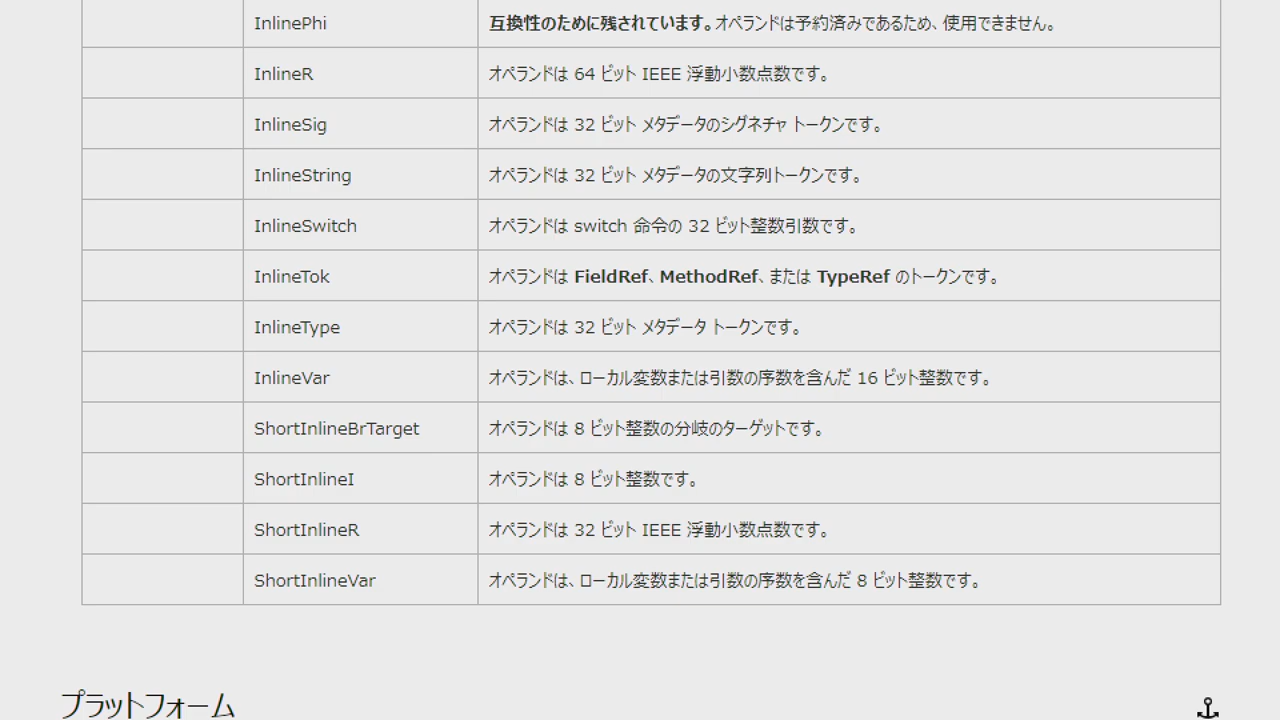 InlinePhi 互換性のために残されています。オペランドは予約済みであるため、使用できません。
InlineR オペランドは 64 ビット IEEE 浮動小数点数です。
InlineSig オペランドは 32 ビット メタデータのシグネチャ トークンです。
InlineString オペランドは 32 ビット メタデータの文字列トークンです。
InlineSwitch オペランドは switch 命令の 32 ビット整数引数です。
InlineTok オペランドは FieldRef、MethodRef、または TypeRef のトークンです。
InlineType オペランドは 32 ビット メタデータ トークンです。
InlineVar オペランドは、ローカル変数または引数の序数を含んだ 16 ビット整数です。
ShortInlineBrTarget オペランドは 8 ビット整数の分岐のターゲットです。
ShortInlineI オペランドは 8 ビット整数です。
ShortInlineR オペランドは 32 ビット IEEE 浮動小数点数です。
ShortInlineVar オペランドは、ローカル変数または引数の序数を含んだ 8 ビット整数です。
プラットフォーム